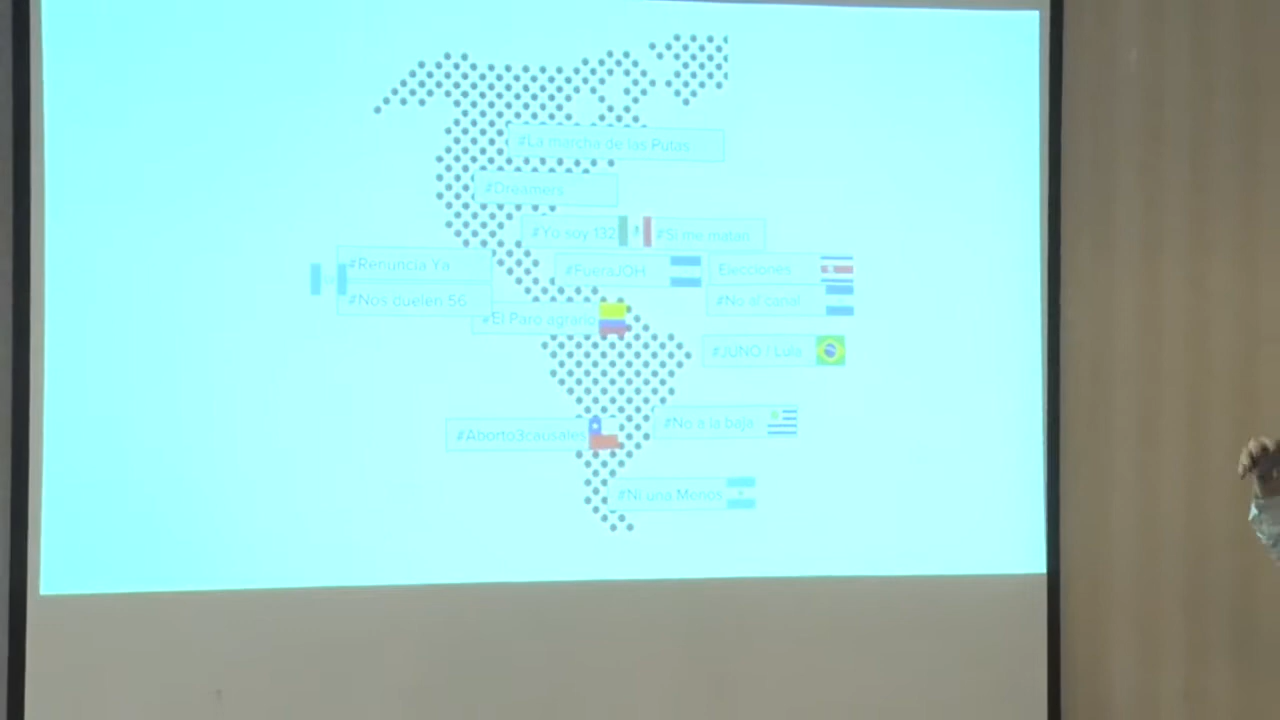 #La marcha de las Putas
#Dreamers
#Yo soy 132
#Si me matan
#Renuncia Ya
#FueraJOH
Elecciones
#Nos duelen 56
#No al canal
#El Paro agrario
#JUNO / Lula
#No a la baja
#Aborto3causales
#Ni una Menos